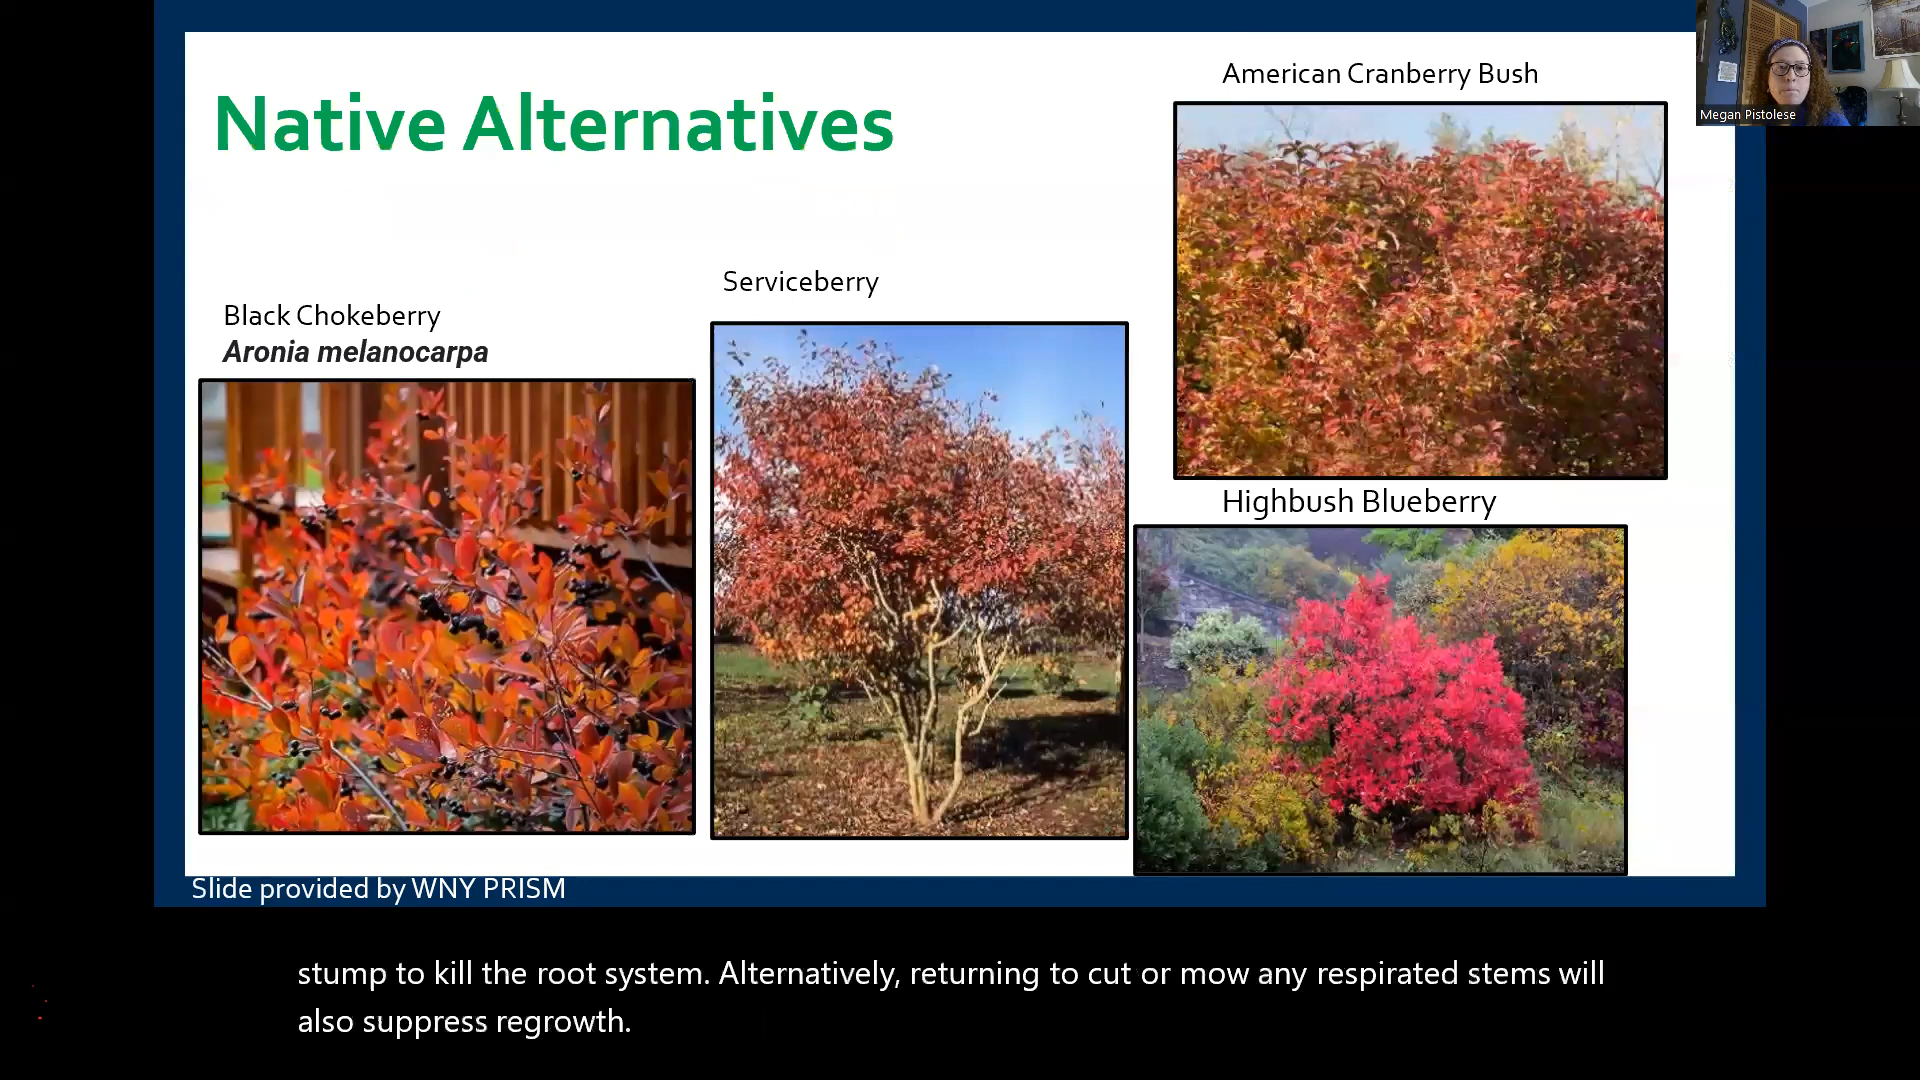 Native Alternatives
American Cranberry Bush
Megan Pistolese
Serviceberry
Black Chokeberry
Aronia melanocarpa
Highbush Blueberry
Slide provided by WNY PRISM
stump to kill the root system. Alternatively, returning to cut or mow any respirated stems will
also suppress regrowth.